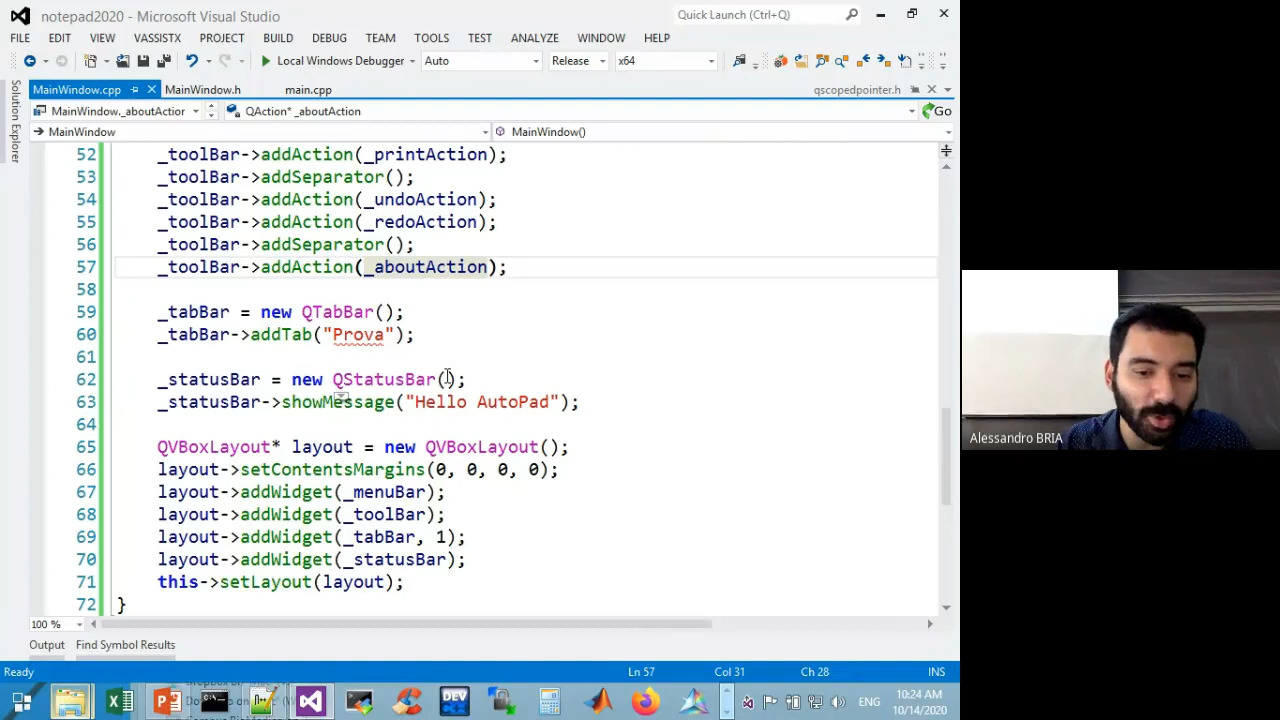 notepad2020 - Microsoft Visual Studio
Quick Launch (Ctrl+Q)
FILE EDIT VIEW VASSISTX PROJECT BUILD DEBUG TEAM TOOLS TEST ANALYZE WINDOW HELP
Local Windows Debugger Auto Release x64
MainWindow.cpp MainWindow.h main.cpp qscopedpointer.h
MainWindow._aboutAction QAction* _aboutAction Go
MainWindow MainWindow()
Solution Explorer
52 _toolBar->addAction(_printAction);
53 _toolBar->addSeparator();
54 _toolBar->addAction(_undoAction);
55 _toolBar->addAction(_redoAction);
56 _toolBar->addSeparator();
57 _toolBar->addAction(_aboutAction);
58
59 _tabBar = new QTabBar();
60 _tabBar->addTab("Prova");
61
62 _statusBar = new QStatusBar();
63 _statusBar->showMessage("Hello AutoPad");
64
65 QVBoxLayout* layout = new QVBoxLayout();
66 layout->setContentsMargins(0, 0, 0, 0);
67 layout->addWidget(_menuBar);
68 layout->addWidget(_toolBar);
69 layout->addWidget(_tabBar, 1);
70 layout->addWidget(_statusBar);
71 this->setLayout(layout);
72 }
100 %
Output Find Symbol Results
Ready Ln 57 Col 31 Ch 28 INS
DEV
ENG
10:24 AM
10/14/2020
Alessandro BRIA